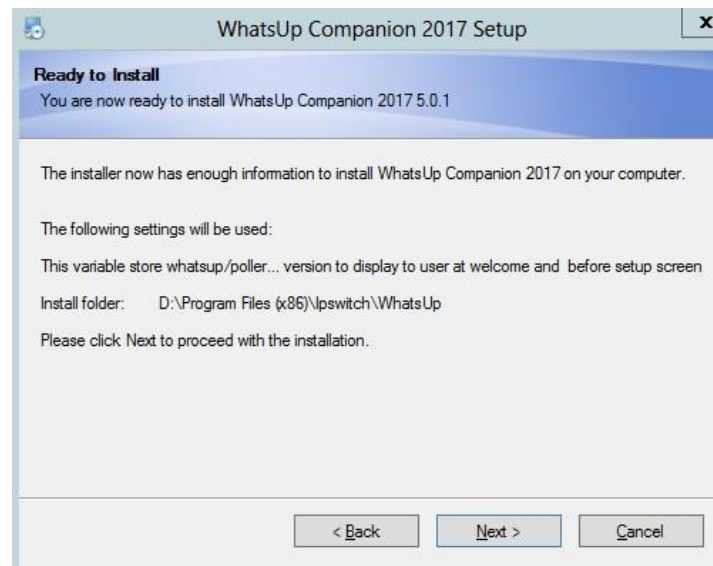 WhatsUp Companion 2017 Setup
x
Ready to Install
You are now ready to install WhatsUp Companion 2017 5.0.1
The installer now has enough information to install WhatsUp Companion 2017 on your computer.
The following settings will be used:
This variable store whatsup/poller... version to display to user at welcome and before setup screen
Install folder: D:\Program Files (x86)\Ipswitch\WhatsUp
Please click Next to proceed with the installation.
< Back Next > Cancel